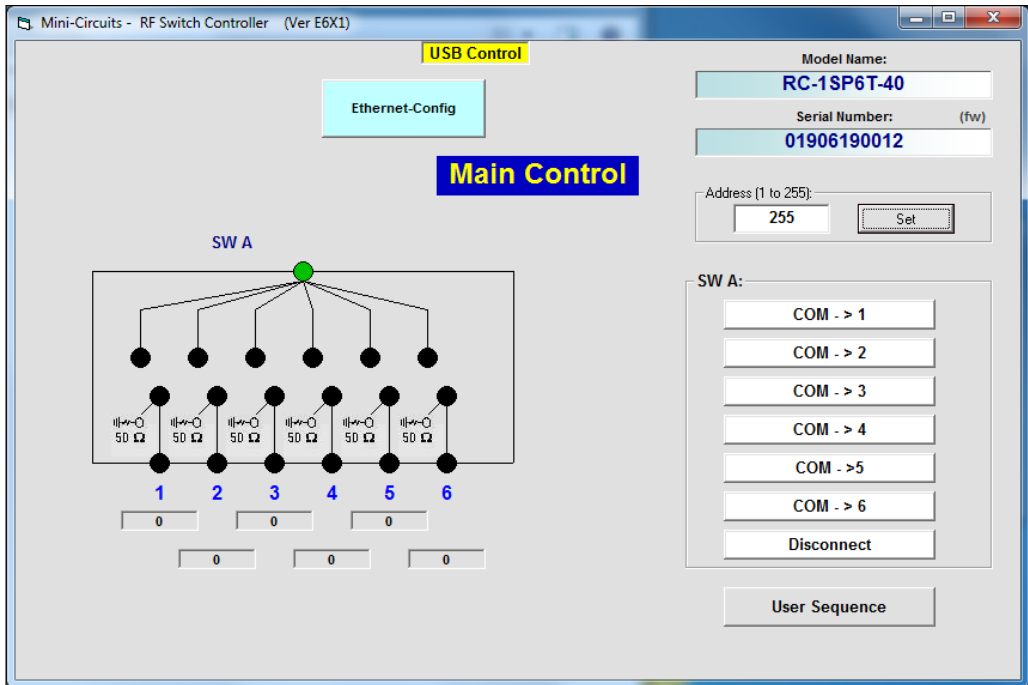 Mini-Circuits - RF Switch Controller (Ver E6X1)
USB Control
Ethernet-Config
Main Control
Model Name:
RC-1SP6T-40
Serial Number: (fw)
01906190012
Address (1 to 255):
255 Set
SW A
50 Ω 50 Ω 50 Ω 50 Ω 50 Ω 50 Ω
1 2 3 4 5 6
0 0 0
0 0 0
SW A:
COM - > 1
COM - > 2
COM - > 3
COM - > 4
COM - >5
COM - > 6
Disconnect
User Sequence